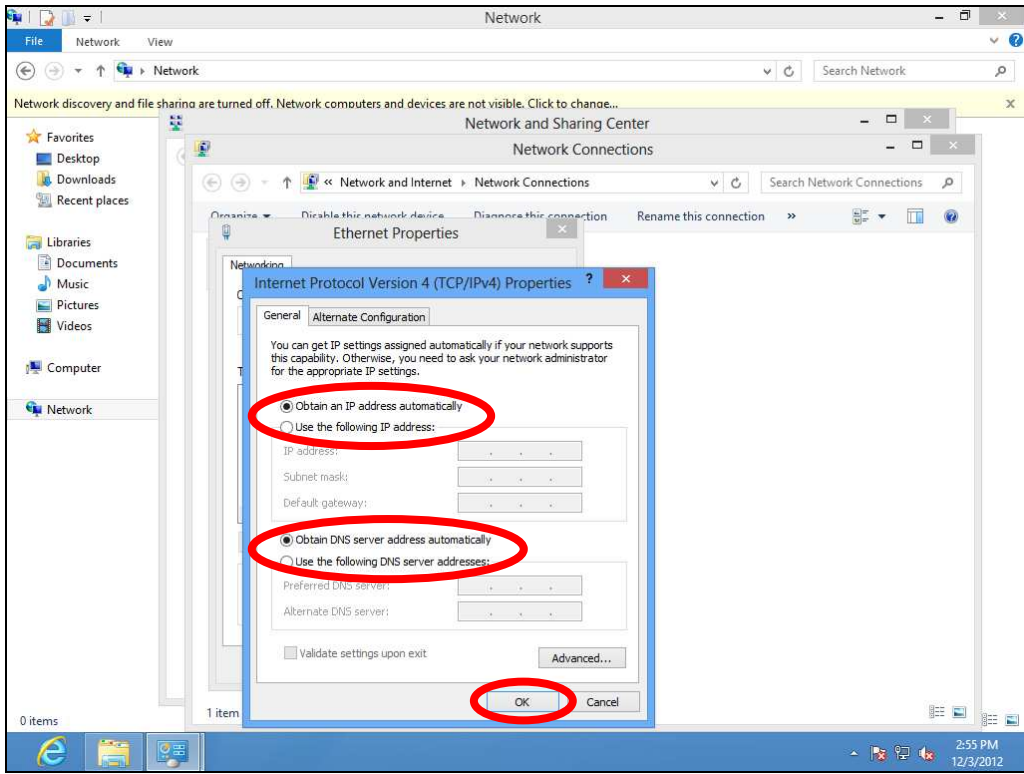 Network
File
Network
View
Network
Search Network
Network discovery and file sharing are turned off. Network computers and devices are not visible. Click to change...
Favorites
Desktop
Downloads
Recent places
Libraries
Documents
Music
Pictures
Videos
Computer
Network
Network and Sharing Center
Network Connections
« Network and Internet
Network Connections
Search Network Connections
Organize
Disable this network device
Diagnose this connection
Rename this connection
»
Ethernet Properties
Networking
Internet Protocol Version 4 (TCP/IPv4) Properties
?
General
Alternate Configuration
You can get IP settings assigned automatically if your network supports
this capability. Otherwise, you need to ask your network administrator
for the appropriate IP settings.
Obtain an IP address automatically
Use the following IP address:
IP address:
Subnet mask:
Default gateway:
Obtain DNS server address automatically
Use the following DNS server addresses:
Preferred DNS server:
Alternate DNS server:
Validate settings upon exit
Advanced...
OK
Cancel
1 item
0 items
2:55 PM
12/3/2012